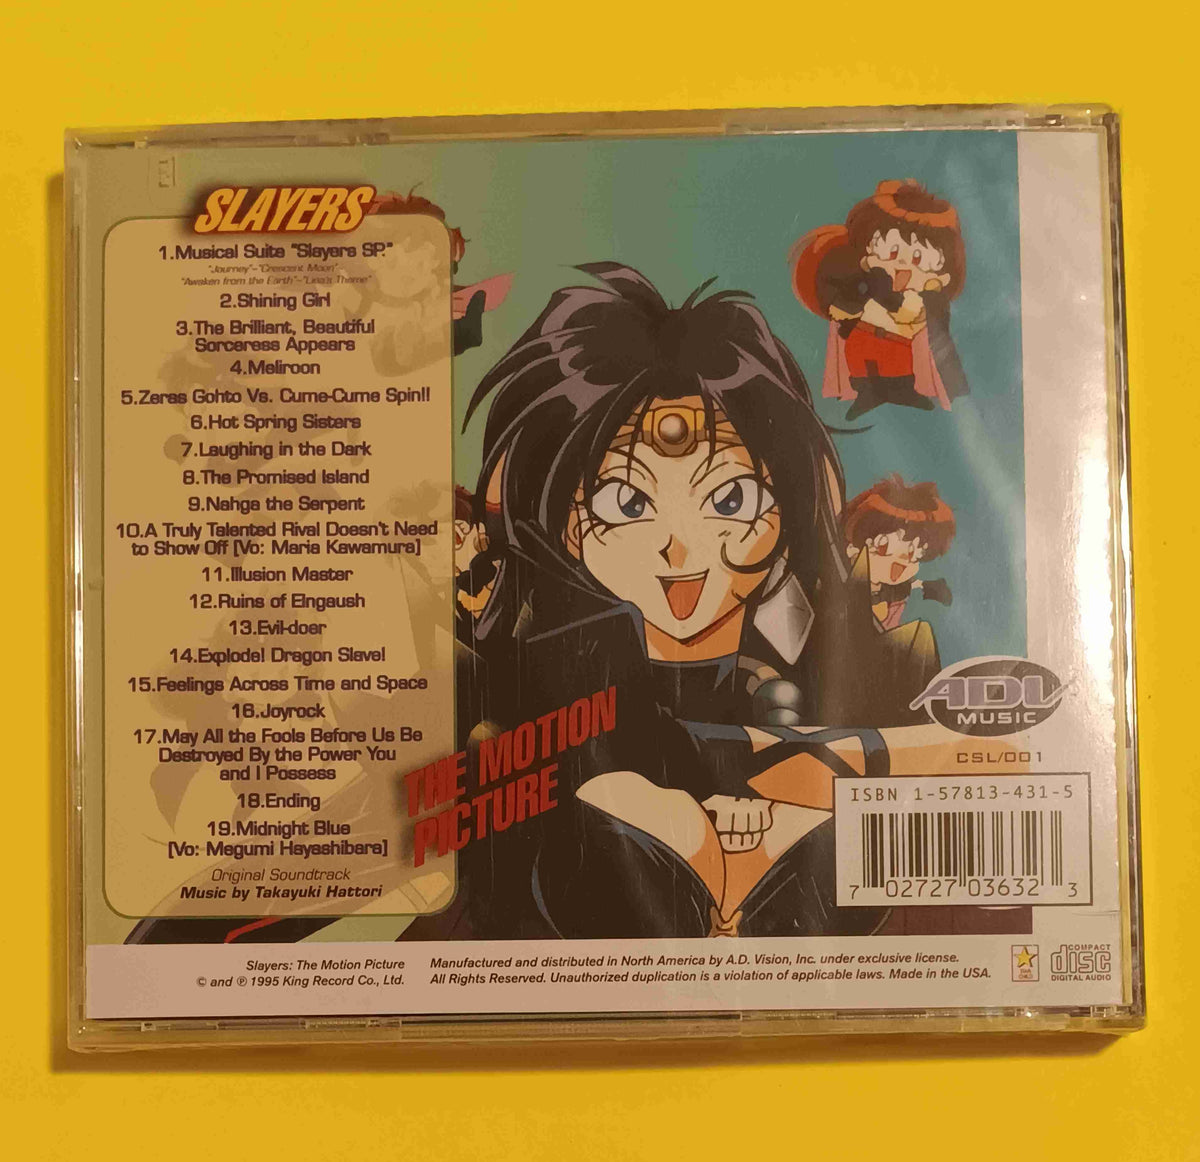 SLAYERS
1.Musical Suite "Slayers SP."
"Journey"~"Crescent Moon"~
"Awaken from the Earth"~"Lina's Theme"
2.Shining Girl
3.The Brilliant, Beautiful
Sorceress Appears
4.Meliroon
5.Zeras Gohto Vs. Cume-Cume Spin!!
6.Hot Spring Sisters
7.Laughing in the Dark
8.The Promised Island
9.Nahga the Serpent
10.A Truly Talented Rival Doesn't Need
to Show Off [Vo: Maria Kawamura]
11.Illusion Master
12.Ruins of Elngaush
13.Evil-doer
14.Explode! Dragon Slave!
15.Feelings Across Time and Space
16.Joyrock
17.May All the Fools Before Us Be
Destroyed By the Power You
and I Possess
18.Ending
19.Midnight Blue
[Vo: Megumi Hayashibara]
Original Soundtrack
Music by Takayuki Hattori
THE MOTION
PICTURE
ADV
MUSIC
CSL/001
ISBN 1-57813-431-5
7 02727 03632 3
Slayers: The Motion Picture
© and ℗ 1995 King Record Co., Ltd.
Manufactured and distributed in North America by A.D. Vision, Inc. under exclusive license.
All Rights Reserved. Unauthorized duplication is a violation of applicable laws. Made in the USA.
COMPACT
disc
DIGITAL AUDIO